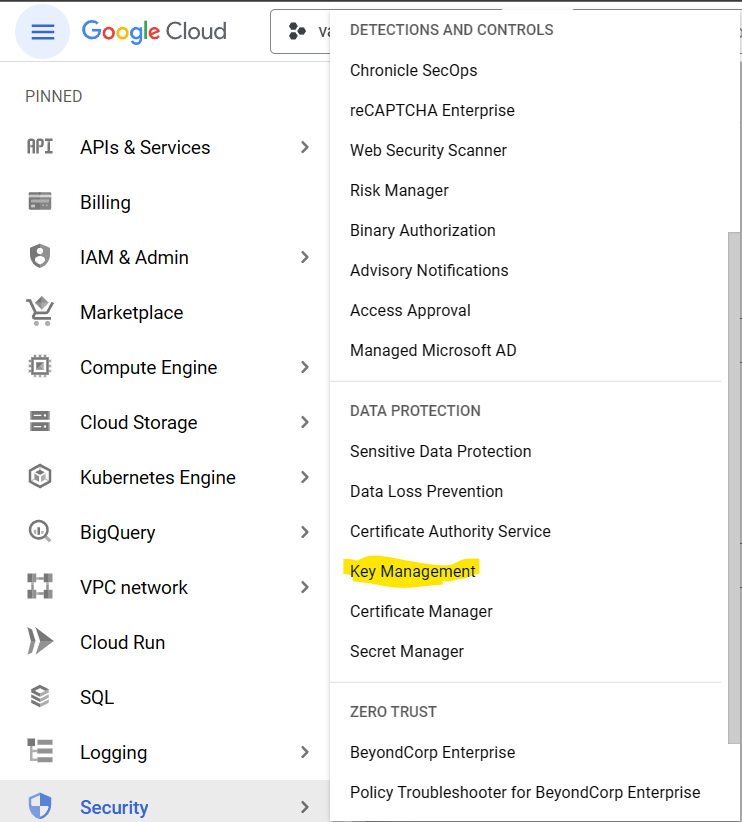 Google Cloud
PINNED
API APIs & Services
Billing
IAM & Admin
Marketplace
Compute Engine
Cloud Storage
Kubernetes Engine
BigQuery
VPC network
Cloud Run
SQL
Logging
Security
DETECTIONS AND CONTROLS
Chronicle SecOps
reCAPTCHA Enterprise
Web Security Scanner
Risk Manager
Binary Authorization
Advisory Notifications
Access Approval
Managed Microsoft AD
DATA PROTECTION
Sensitive Data Protection
Data Loss Prevention
Certificate Authority Service
Key Management
Certificate Manager
Secret Manager
ZERO TRUST
BeyondCorp Enterprise
Policy Troubleshooter for BeyondCorp Enterprise